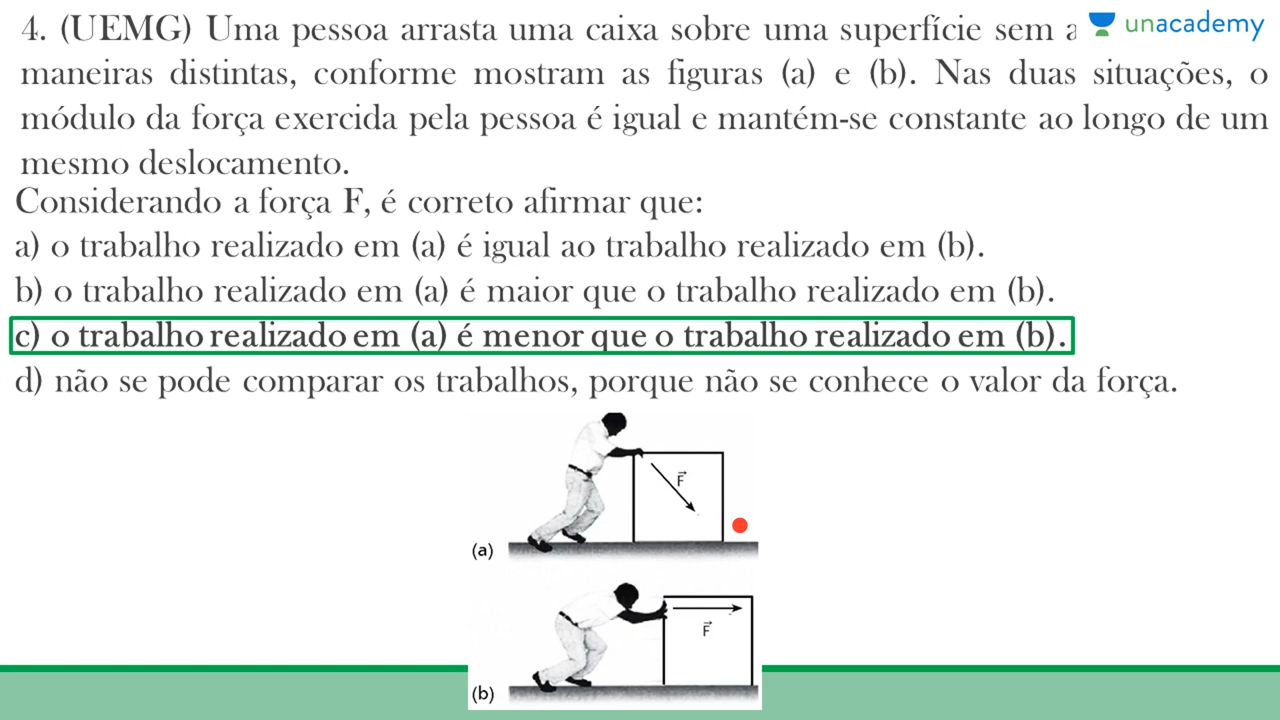 4. (UEMG) Uma pessoa arrasta uma caixa sobre uma superfície sem
unacademy
maneiras distintas, conforme mostram as figuras (a) e (b). Nas duas situações, o
módulo da força exercida pela pessoa é igual e mantém-se constante ao longo de um
mesmo deslocamento.
Considerando a força F, é correto afirmar que:
a) o trabalho realizado em (a) é igual ao trabalho realizado em (b).
b) o trabalho realizado em (a) é maior que o trabalho realizado em (b).
c) o trabalho realizado em (a) é menor que o trabalho realizado em (b).
d) não se pode comparar os trabalhos, porque não se conhece o valor da força.
F⃗
(a)
F⃗
(b)